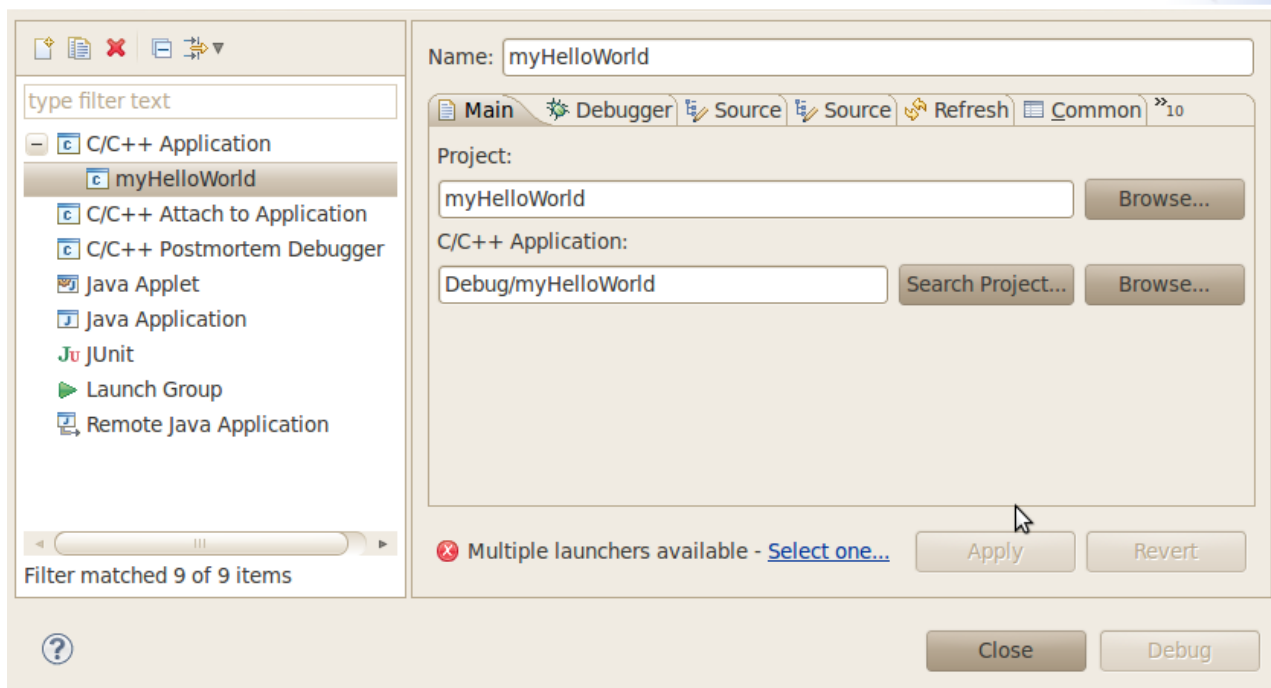 type filter text
C/C++ Application
myHelloWorld
C/C++ Attach to Application
C/C++ Postmortem Debugger
Java Applet
Java Application
Ju JUnit
Launch Group
Remote Java Application
Filter matched 9 of 9 items
Name: myHelloWorld
Main Debugger Source Source Refresh Common »10
Project:
myHelloWorld Browse...
C/C++ Application:
Debug/myHelloWorld Search Project... Browse...
Multiple launchers available - Select one... Apply Revert
? Close Debug